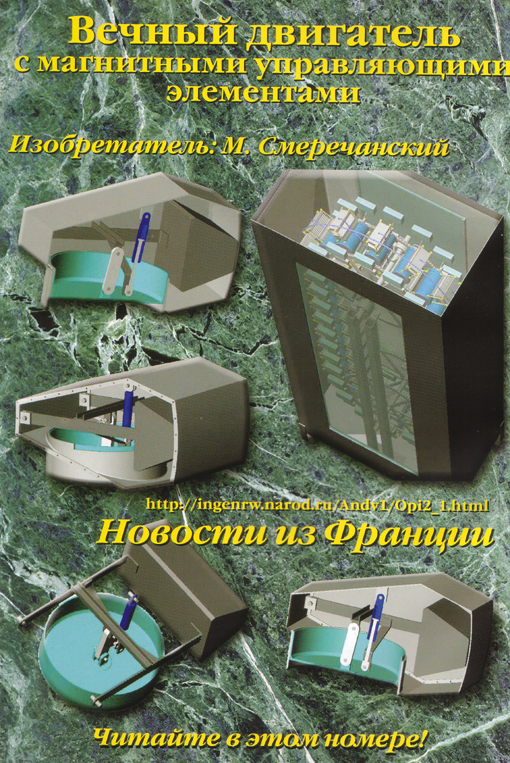 Вечный двигатель
с магнитными управляющими
элементами
Изобретатель: М. Смеречанский
http://ingenrw.narod.ru/Andv1/Opi2_1.html
Новости из Франции
Читайте в этом номере!